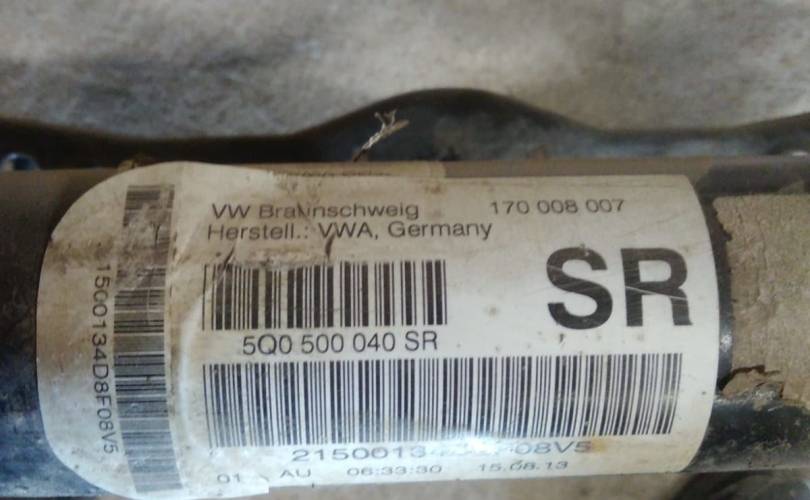 VW Braunschweig 170 008 007
Herstell.: VWA, Germany
SR
5Q0 500 040 SR
01 AU 06:33:30 15.08.13
1500134D8F08V5